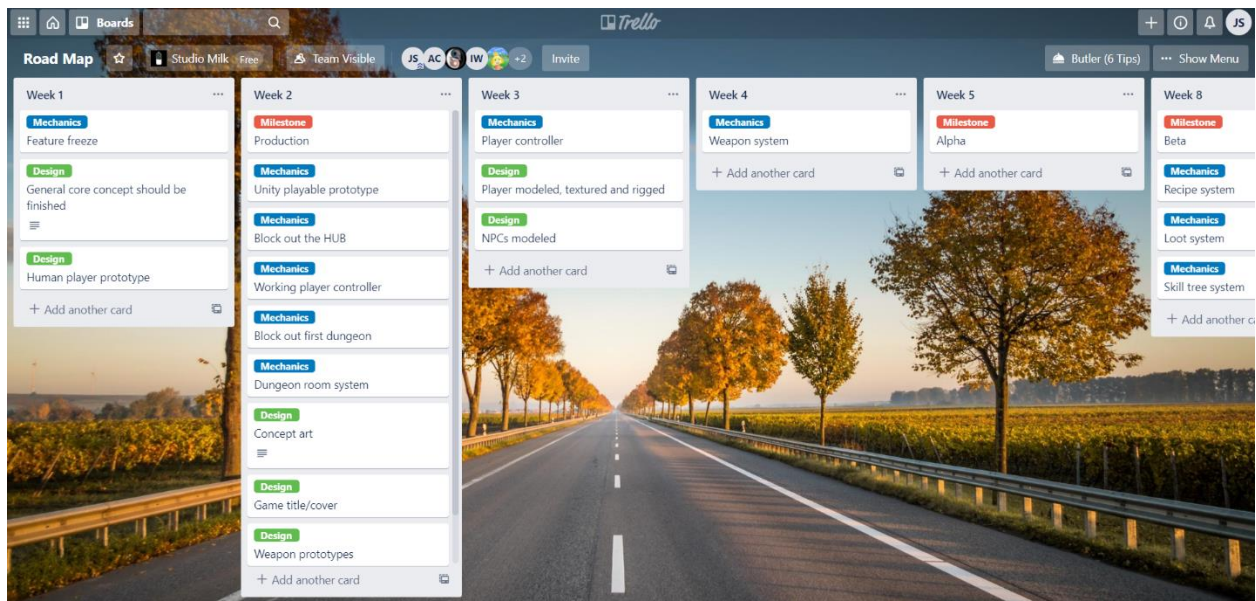 Boards
Trello
JS
Road Map
Studio Milk Free
Team Visible
JS AC IW +2
Invite
Butler (6 Tips)
··· Show Menu
Week 1 ···
Mechanics
Feature freeze
Design
General core concept should be
finished
Design
Human player prototype
+ Add another card
Week 2 ···
Milestone
Production
Mechanics
Unity playable prototype
Mechanics
Block out the HUB
Mechanics
Working player controller
Mechanics
Block out first dungeon
Mechanics
Dungeon room system
Design
Concept art
Design
Game title/cover
Design
Weapon prototypes
+ Add another card
Week 3 ···
Mechanics
Player controller
Design
Player modeled, textured and rigged
Design
NPCs modeled
+ Add another card
Week 4 ···
Mechanics
Weapon system
+ Add another card
Week 5 ···
Milestone
Alpha
+ Add another card
Week 8
Milestone
Beta
Mechanics
Recipe system
Mechanics
Loot system
Mechanics
Skill tree system
+ Add another ca